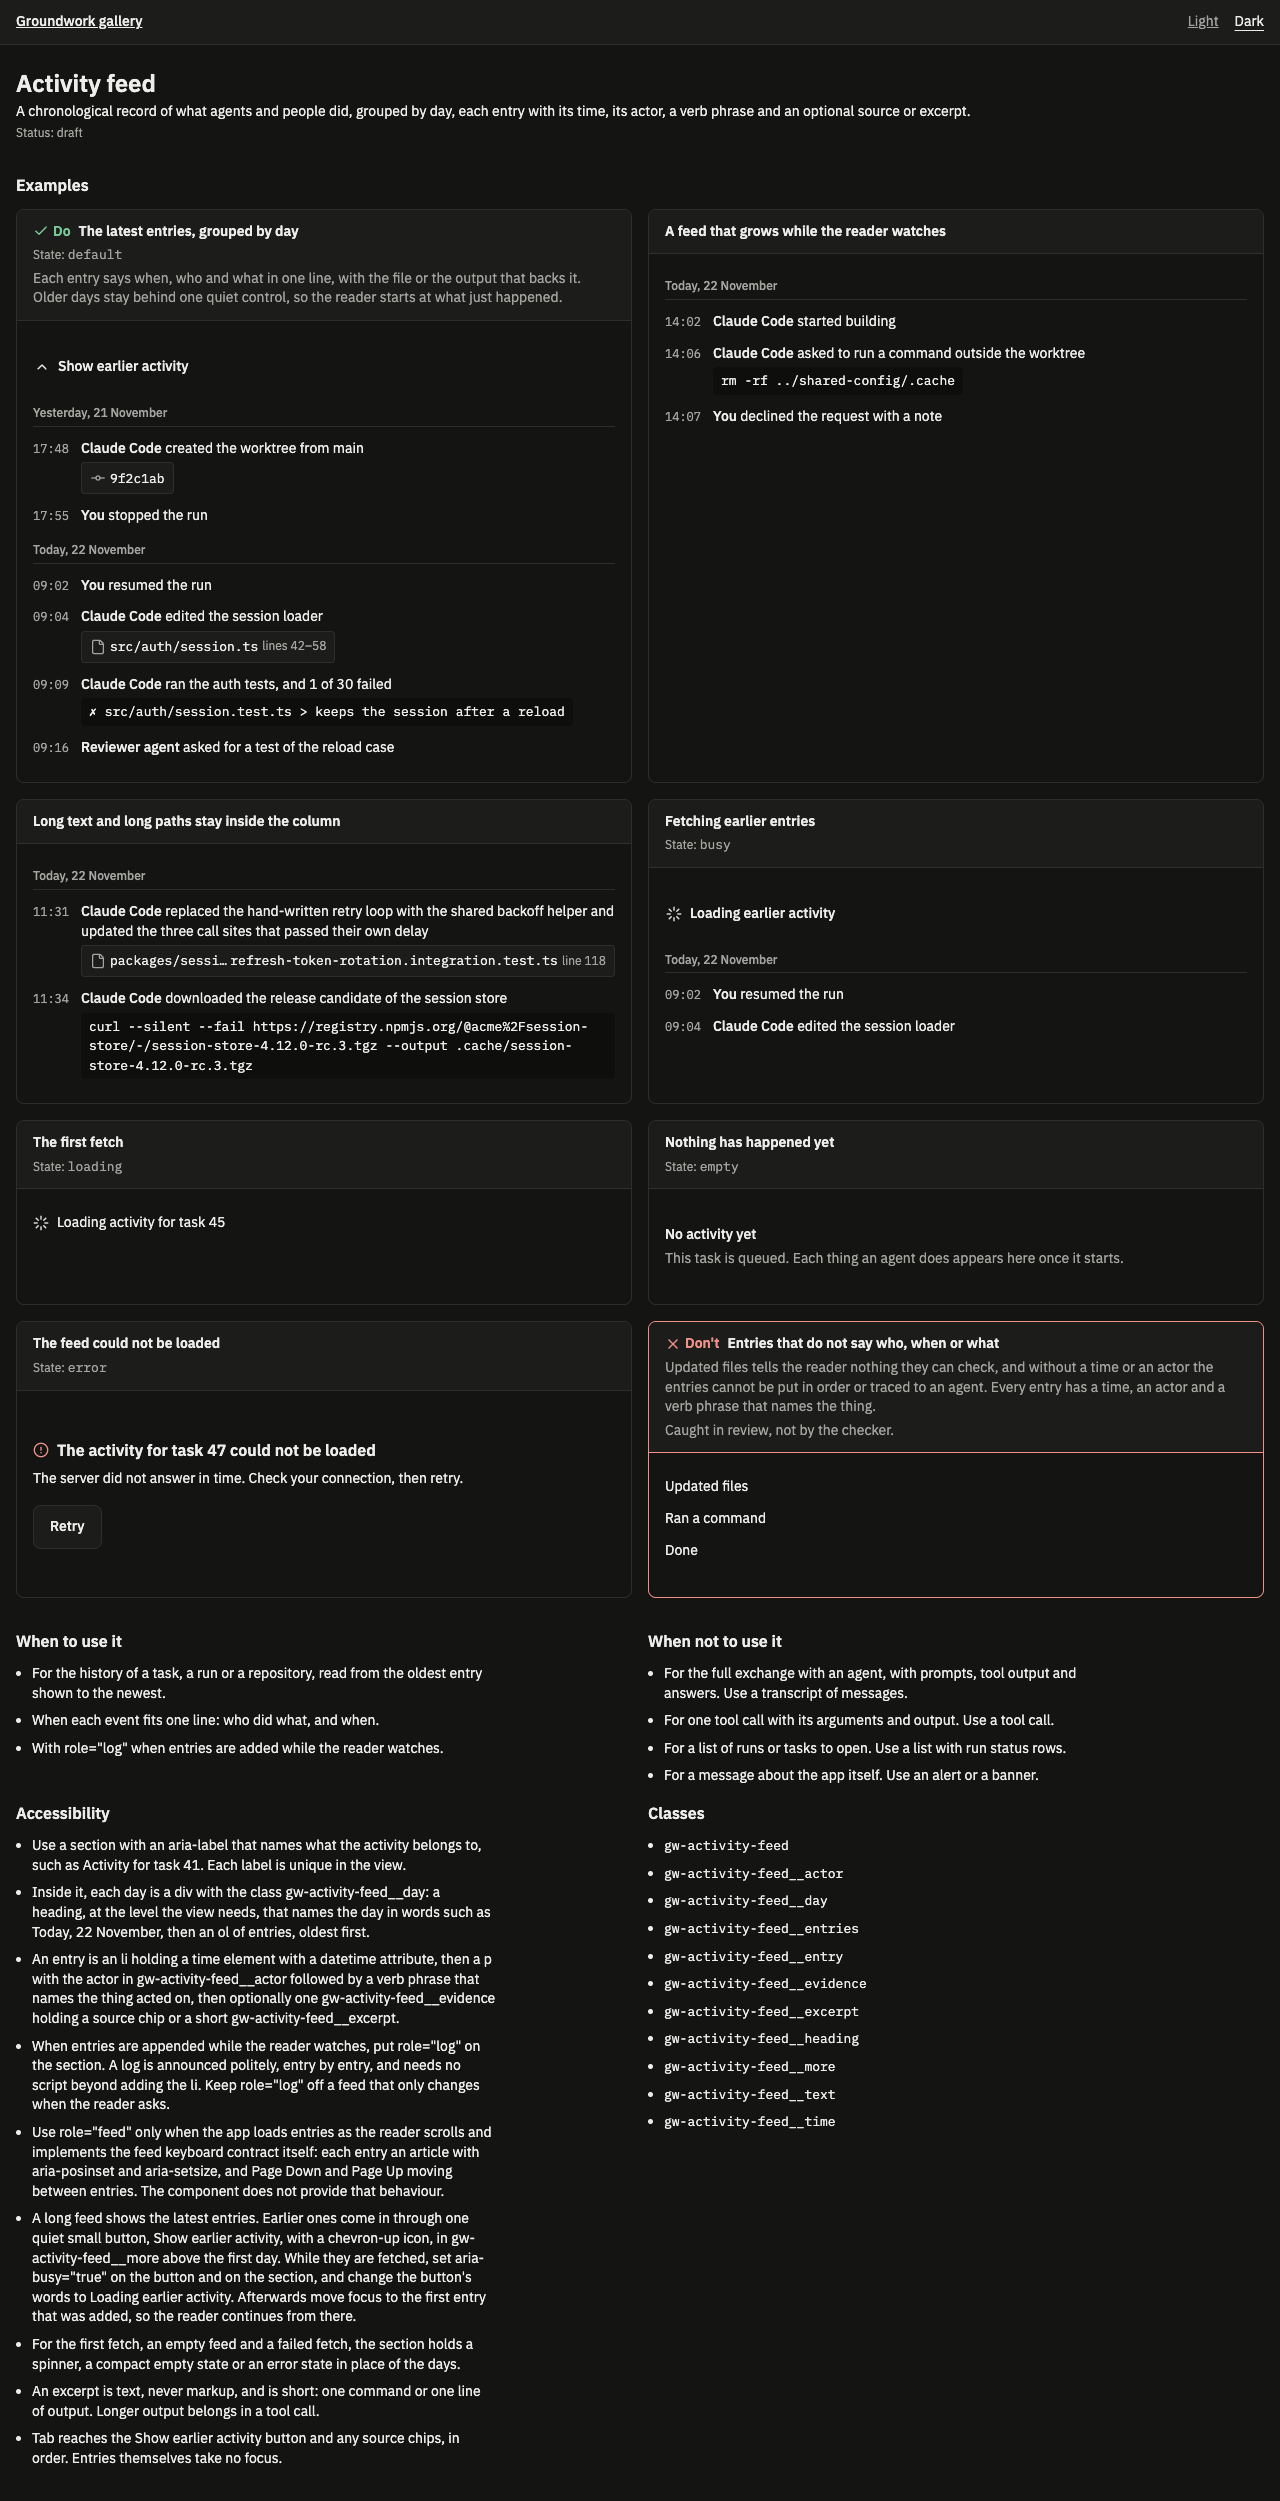 Groundwork gallery
Light
Dark
Activity feed
A chronological record of what agents and people did, grouped by day, each entry with its time, its actor, a verb phrase and an optional source or excerpt.
Status: draft
Examples
Do The latest entries, grouped by day
State: default
Each entry says when, who and what in one line, with the file or the output that backs it.
Older days stay behind one quiet control, so the reader starts at what just happened.
Show earlier activity
Yesterday, 21 November
17:48 Claude Code created the worktree from main
9f2c1ab
17:55 You stopped the run
Today, 22 November
09:02 You resumed the run
09:04 Claude Code edited the session loader
src/auth/session.ts lines 42–58
09:09 Claude Code ran the auth tests, and 1 of 30 failed
✗ src/auth/session.test.ts > keeps the session after a reload
09:16 Reviewer agent asked for a test of the reload case
A feed that grows while the reader watches
Today, 22 November
14:02 Claude Code started building
14:06 Claude Code asked to run a command outside the worktree
rm -rf ../shared-config/.cache
14:07 You declined the request with a note
Long text and long paths stay inside the column
Today, 22 November
11:31 Claude Code replaced the hand-written retry loop with the shared backoff helper and
updated the three call sites that passed their own delay
packages/sessi… refresh-token-rotation.integration.test.ts line 118
11:34 Claude Code downloaded the release candidate of the session store
curl --silent --fail https://registry.npmjs.org/@acme%2Fsession-
store/-/session-store-4.12.0-rc.3.tgz --output .cache/session-
store-4.12.0-rc.3.tgz
Fetching earlier entries
State: busy
Loading earlier activity
Today, 22 November
09:02 You resumed the run
09:04 Claude Code edited the session loader
The first fetch
State: loading
Loading activity for task 45
Nothing has happened yet
State: empty
No activity yet
This task is queued. Each thing an agent does appears here once it starts.
The feed could not be loaded
State: error
The activity for task 47 could not be loaded
The server did not answer in time. Check your connection, then retry.
Retry
Don't Entries that do not say who, when or what
Updated files tells the reader nothing they can check, and without a time or an actor the
entries cannot be put in order or traced to an agent. Every entry has a time, an actor and a
verb phrase that names the thing.
Caught in review, not by the checker.
Updated files
Ran a command
Done
When to use it
For the history of a task, a run or a repository, read from the oldest entry
shown to the newest.
When each event fits one line: who did what, and when.
With role="log" when entries are added while the reader watches.
When not to use it
For the full exchange with an agent, with prompts, tool output and
answers. Use a transcript of messages.
For one tool call with its arguments and output. Use a tool call.
For a list of runs or tasks to open. Use a list with run status rows.
For a message about the app itself. Use an alert or a banner.
Accessibility
Use a section with an aria-label that names what the activity belongs to,
such as Activity for task 41. Each label is unique in the view.
Inside it, each day is a div with the class gw-activity-feed__day: a
heading, at the level the view needs, that names the day in words such as
Today, 22 November, then an ol of entries, oldest first.
An entry is an li holding a time element with a datetime attribute, then a p
with the actor in gw-activity-feed__actor followed by a verb phrase that
names the thing acted on, then optionally one gw-activity-feed__evidence
holding a source chip or a short gw-activity-feed__excerpt.
When entries are appended while the reader watches, put role="log" on
the section. A log is announced politely, entry by entry, and needs no
script beyond adding the li. Keep role="log" off a feed that only changes
when the reader asks.
Use role="feed" only when the app loads entries as the reader scrolls and
implements the feed keyboard contract itself: each entry an article with
aria-posinset and aria-setsize, and Page Down and Page Up moving
between entries. The component does not provide that behaviour.
A long feed shows the latest entries. Earlier ones come in through one
quiet small button, Show earlier activity, with a chevron-up icon, in gw-
activity-feed__more above the first day. While they are fetched, set aria-
busy="true" on the button and on the section, and change the button's
words to Loading earlier activity. Afterwards move focus to the first entry
that was added, so the reader continues from there.
For the first fetch, an empty feed and a failed fetch, the section holds a
spinner, a compact empty state or an error state in place of the days.
An excerpt is text, never markup, and is short: one command or one line
of output. Longer output belongs in a tool call.
Tab reaches the Show earlier activity button and any source chips, in
order. Entries themselves take no focus.
Classes
gw-activity-feed
gw-activity-feed__actor
gw-activity-feed__day
gw-activity-feed__entries
gw-activity-feed__entry
gw-activity-feed__evidence
gw-activity-feed__excerpt
gw-activity-feed__heading
gw-activity-feed__more
gw-activity-feed__text
gw-activity-feed__time